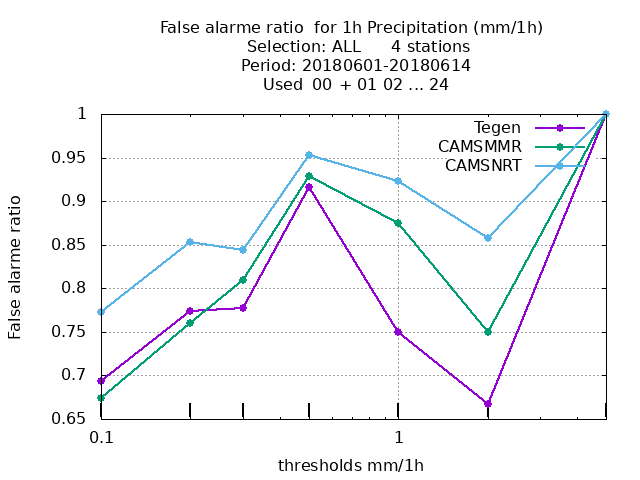 False alarme ratio  for 1h Precipitation (mm/1h)
Selection: ALL      4 stations
Period: 20180601-20180614
Used  00 + 01 02 ... 24
Tegen
CAMSMMR
CAMSNRT
1
0.95
0.9
0.85
0.8
0.75
0.7
0.65
False alarme ratio
0.1 1
thresholds mm/1h